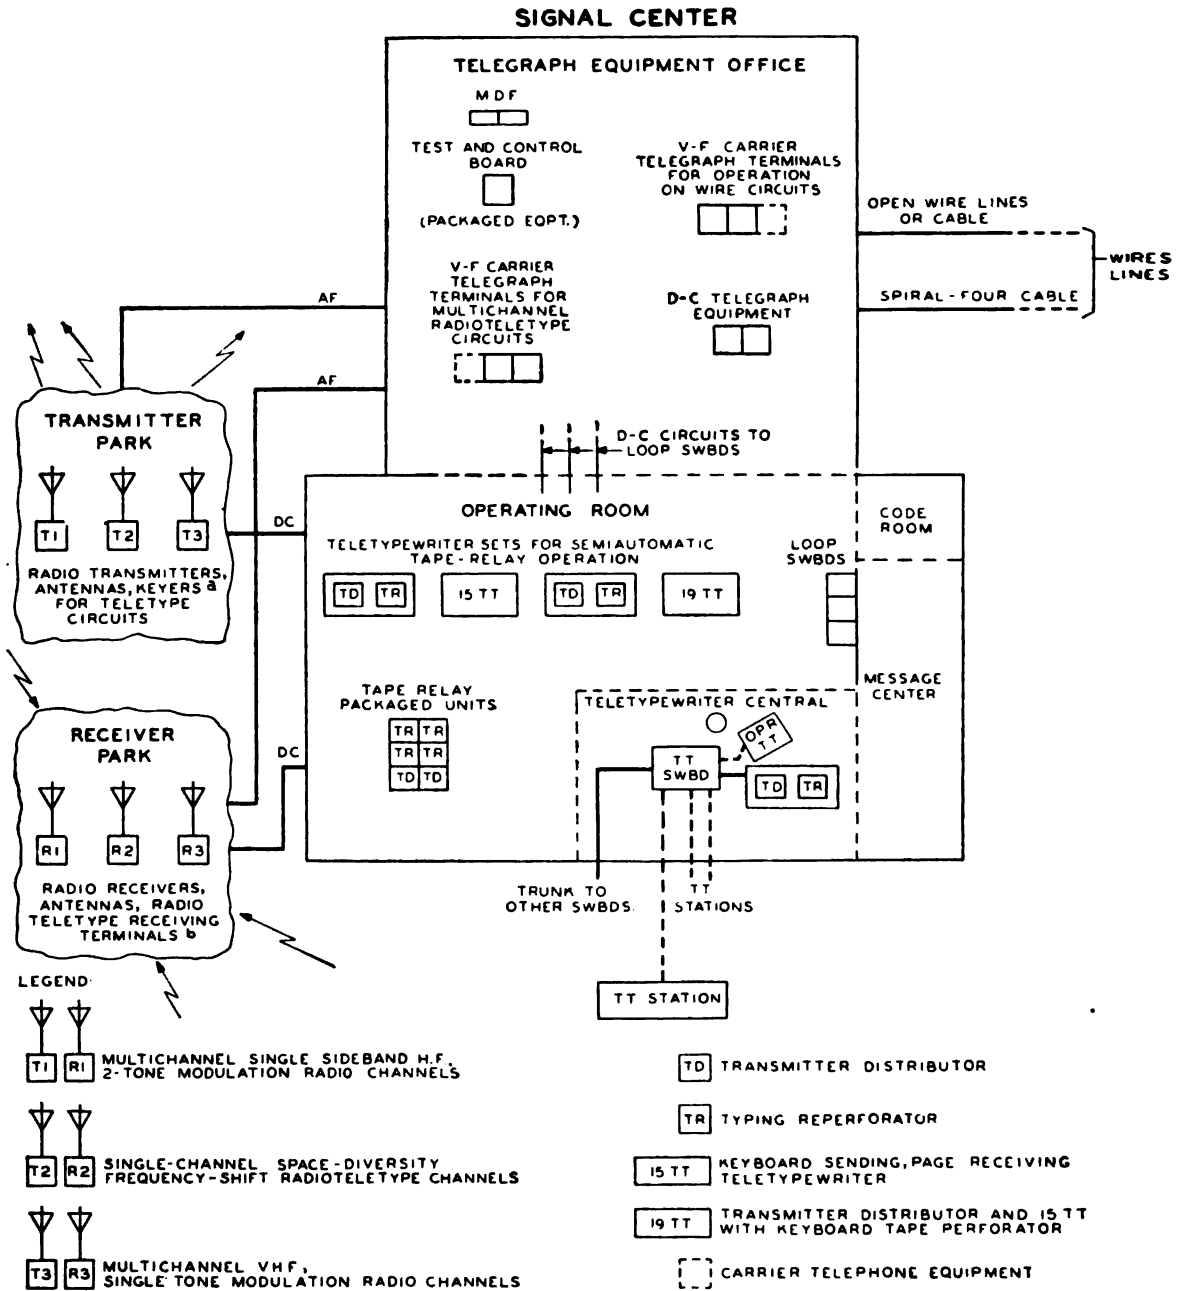 SIGNAL CENTER
TELEGRAPH EQUIPMENT OFFICE
MDF
TEST AND CONTROL
BOARD
(PACKAGED EQPT.)
V-F CARRIER
TELEGRAPH TERMINALS
FOR OPERATION
ON WIRE CIRCUITS
OPEN WIRE LINES
OR CABLE
WIRES
LINES
SPIRAL-FOUR CABLE
V-F CARRIER
TELEGRAPH
TERMINALS FOR
MULTICHANNEL
RADIOTELETYPE
CIRCUITS
D-C TELEGRAPH
EQUIPMENT
AF
AF
D-C CIRCUITS TO
LOOP SWBDS
TRANSMITTER
PARK
T1 T2 T3
RADIO TRANSMITTERS,
ANTENNAS, KEYERS a
FOR TELETYPE
CIRCUITS
DC
OPERATING ROOM
TELETYPEWRITER SETS FOR SEMIAUTOMATIC
TAPE-RELAY OPERATION
TD TR 15 TT TD TR 19 TT
LOOP
SWBDS
CODE
ROOM
MESSAGE
CENTER
TAPE RELAY
PACKAGED UNITS
TR TR
TR TR
TD TD
TELETYPEWRITER CENTRAL
OPR
TT
TT
SWBD
TD TR
RECEIVER
PARK
DC
R1 R2 R3
RADIO RECEIVERS,
ANTENNAS, RADIO
TELETYPE RECEIVING
TERMINALS b
TRUNK TO
OTHER SWBDS.
TT
STATIONS
TT STATION
LEGEND:
T1 R1 MULTICHANNEL SINGLE SIDEBAND H.F.,
2-TONE MODULATION RADIO CHANNELS
T2 R2 SINGLE-CHANNEL SPACE-DIVERSITY
FREQUENCY-SHIFT RADIOTELETYPE CHANNELS
T3 R3 MULTICHANNEL VHF,
SINGLE TONE MODULATION RADIO CHANNELS
TD TRANSMITTER DISTRIBUTOR
TR TYPING REPERFORATOR
15 TT KEYBOARD SENDING, PAGE RECEIVING
TELETYPEWRITER
19 TT TRANSMITTER DISTRIBUTOR AND 15 TT
WITH KEYBOARD TAPE PERFORATOR
CARRIER TELEPHONE EQUIPMENT